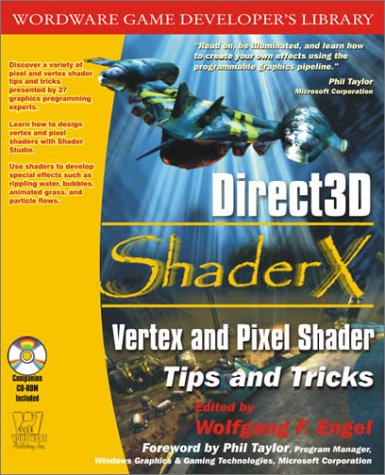 WORDWARE GAME DEVELOPER'S LIBRARY
Discover a variety of
pixel and vertex shader
tips and tricks
presented by 27
graphics programming
experts.
Learn how to design
vertex and pixel
shaders with Shader
Studio.
Use shaders to develop
special effects such as
rippling water, bubbles,
animated grass, and
particle flows.
"Read on, be illuminated, and learn how
to create your own effects using the
programmable graphics pipeline."
Phil Taylor
Microsoft Corporation
Direct3D
ShaderX
Vertex and Pixel Shader
Tips and Tricks
Companion
CD-ROM
Included
WORDWARE
Publishing, Inc.
Edited by
Wolfgang F. Engel
Foreword by Phil Taylor, Program Manager,
Windows Graphics & Gaming Technologies, Microsoft Corporation